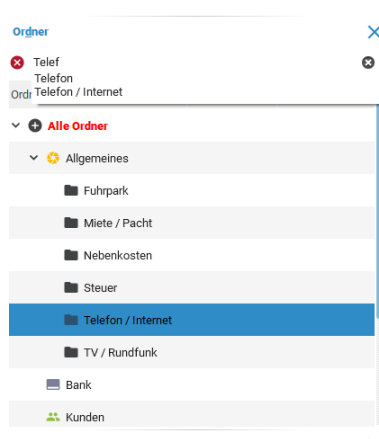 Ordner
Telef
Telefon
Telefon / Internet
Ordr
Alle Ordner
Allgemeines
Fuhrpark
Miete / Pacht
Nebenkosten
Steuer
Telefon / Internet
TV / Rundfunk
Bank
Kunden